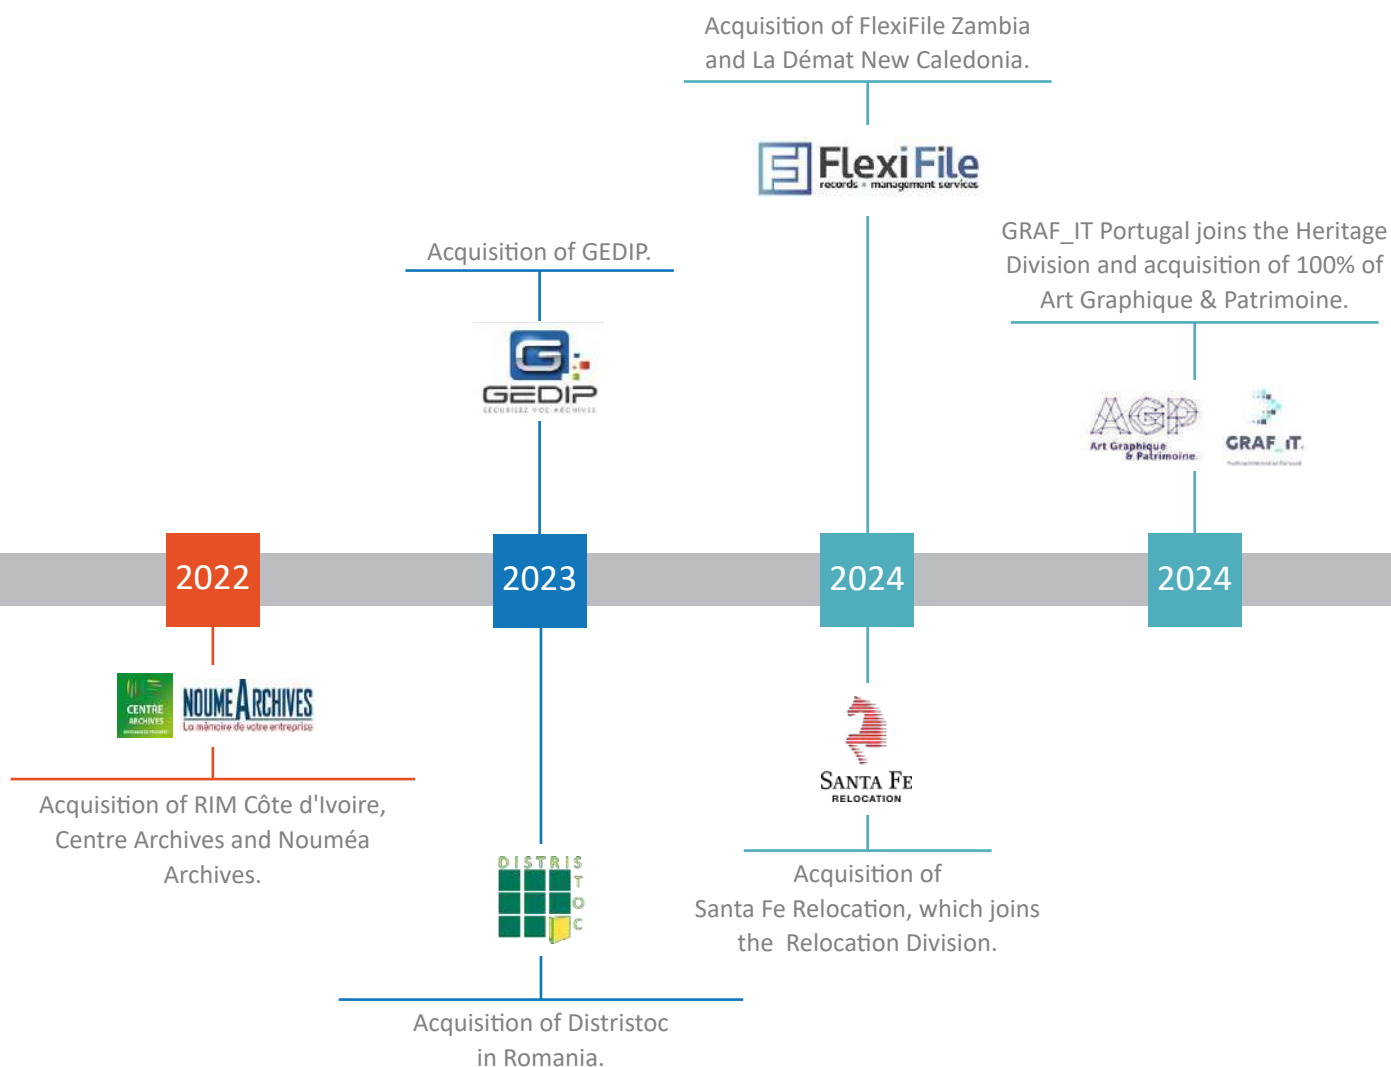 Acquisition of FlexiFile Zambia
and La Démat New Caledonia.
FlexiFile
records • management services
Acquisition of GEDIP.
GEDIP
SÉCURISEZ VOS ARCHIVES
GRAF_IT Portugal joins the Heritage
Division and acquisition of 100% of
Art Graphique & Patrimoine.
AGP
Art Graphique
& Patrimoine.
GRAF_IT.
2022
2023
2024
2024
CENTRE
ARCHIVES
NOUMEARCHIVES
La mémoire de votre entreprise
Acquisition of RIM Côte d'Ivoire,
Centre Archives and Nouméa
Archives.
DISTRISTOC
Acquisition of Distristoc
in Romania.
SANTA FE
RELOCATION
Acquisition of
Santa Fe Relocation, which joins
the Relocation Division.